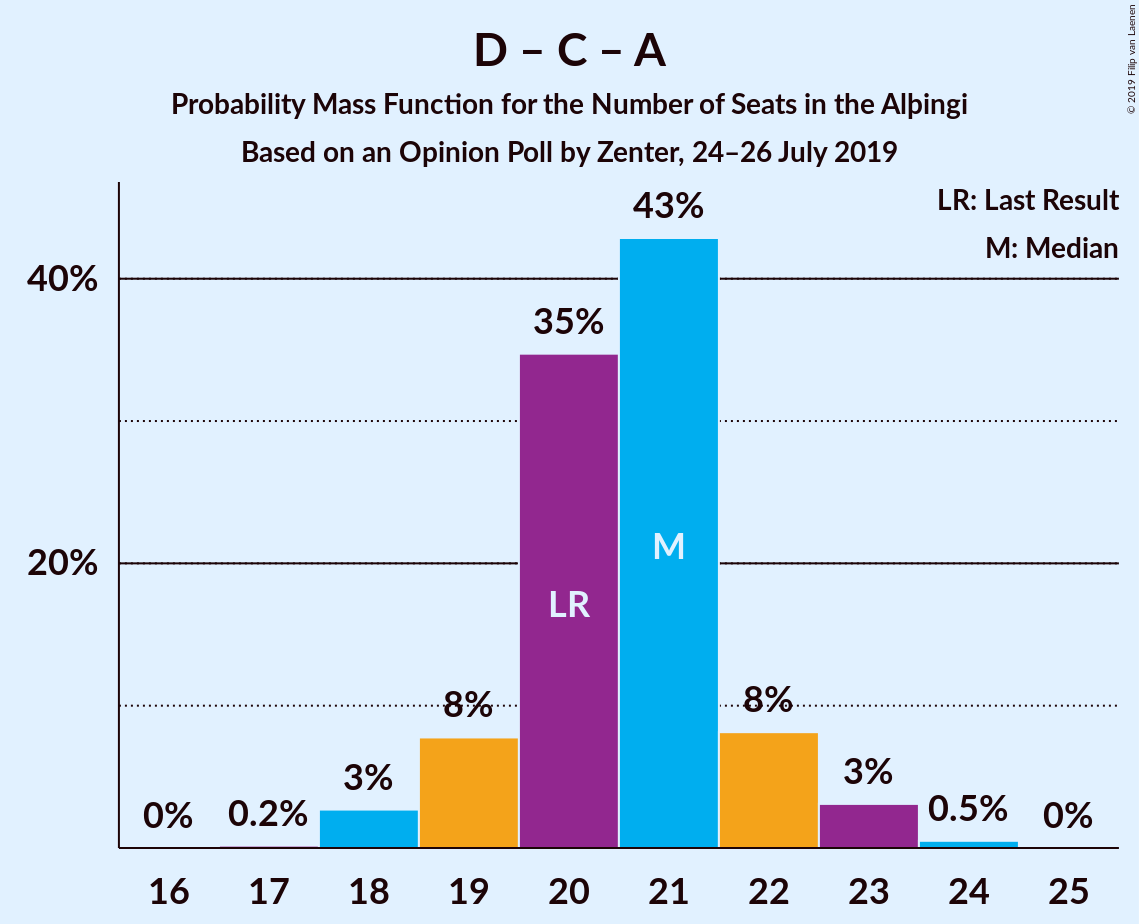 D – C – A
Probability Mass Function for the Number of Seats in the Alþingi
Based on an Opinion Poll by Zenter, 24–26 July 2019
© 2019 Filip van Laenen
LR: Last Result
M: Median
40%
20%
0%
0.2%
3%
8%
35%
43%
8%
3%
0.5%
0%
LR
M
16 17 18 19 20 21 22 23 24 25